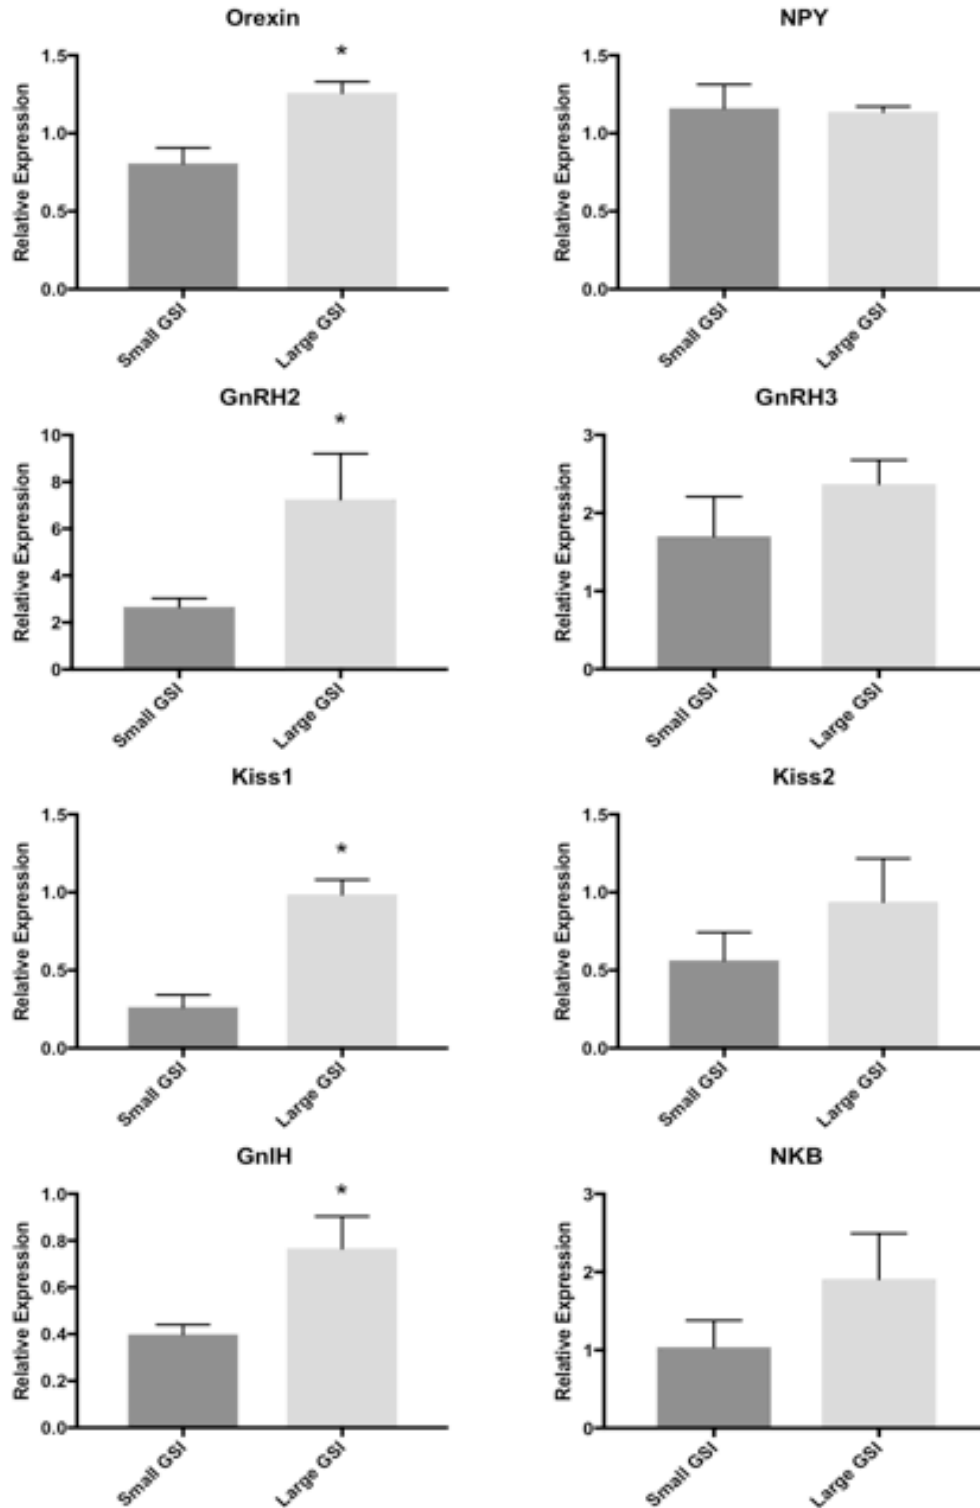 Orexin
*
1.5
1.0
0.5
0.0
Relative Expression
Small GSI
Large GSI
NPY
1.5
1.0
0.5
0.0
Relative Expression
Small GSI
Large GSI
GnRH2
*
10
8
6
4
2
0
Relative Expression
Small GSI
Large GSI
GnRH3
3
2
1
0
Relative Expression
Small GSI
Large GSI
Kiss1
*
1.5
1.0
0.5
0.0
Relative Expression
Small GSI
Large GSI
Kiss2
1.5
1.0
0.5
0.0
Relative Expression
Small GSI
Large GSI
GnIH
*
1.0
0.8
0.6
0.4
0.2
0.0
Relative Expression
Small GSI
Large GSI
NKB
3
2
1
0
Relative Expression
Small GSI
Large GSI